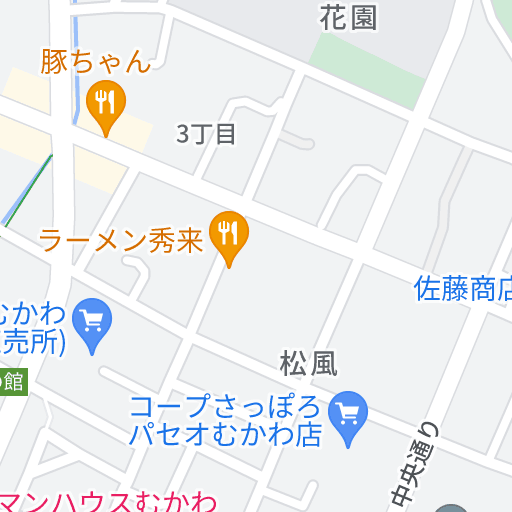 花園
豚ちゃん
3丁目
ラーメン秀来
佐藤商店
むかわ
売所)
松風
の館
コープさっぽろ
パセオむかわ店
中央通り
マンハウスむかわ